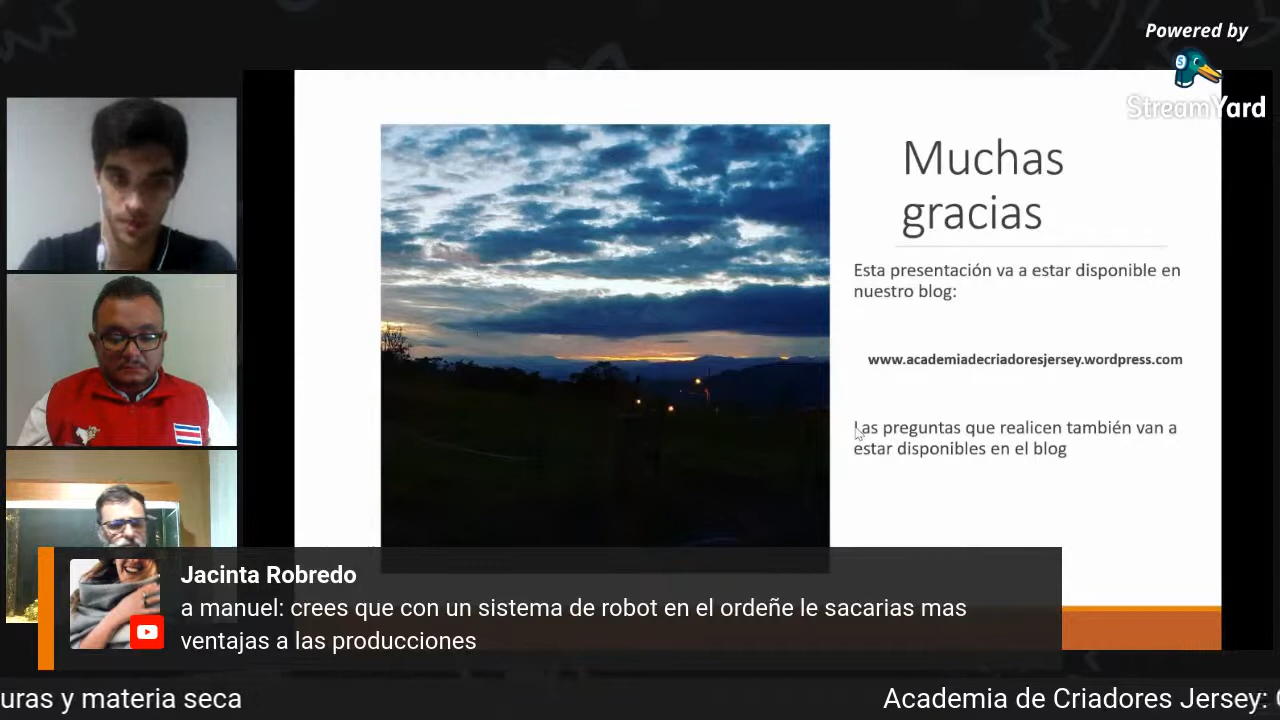 Powered by
StreamYard
Muchas
gracias
Esta presentación va a estar disponible en
nuestro blog:
www.academiadecriadoresjersey.wordpress.com
Las preguntas que realicen también van a
estar disponibles en el blog
Jacinta Robredo
a manuel: crees que con un sistema de robot en el ordeñe le sacarias mas
ventajas a las producciones
uras y materia seca
Academia de Criadores Jersey: